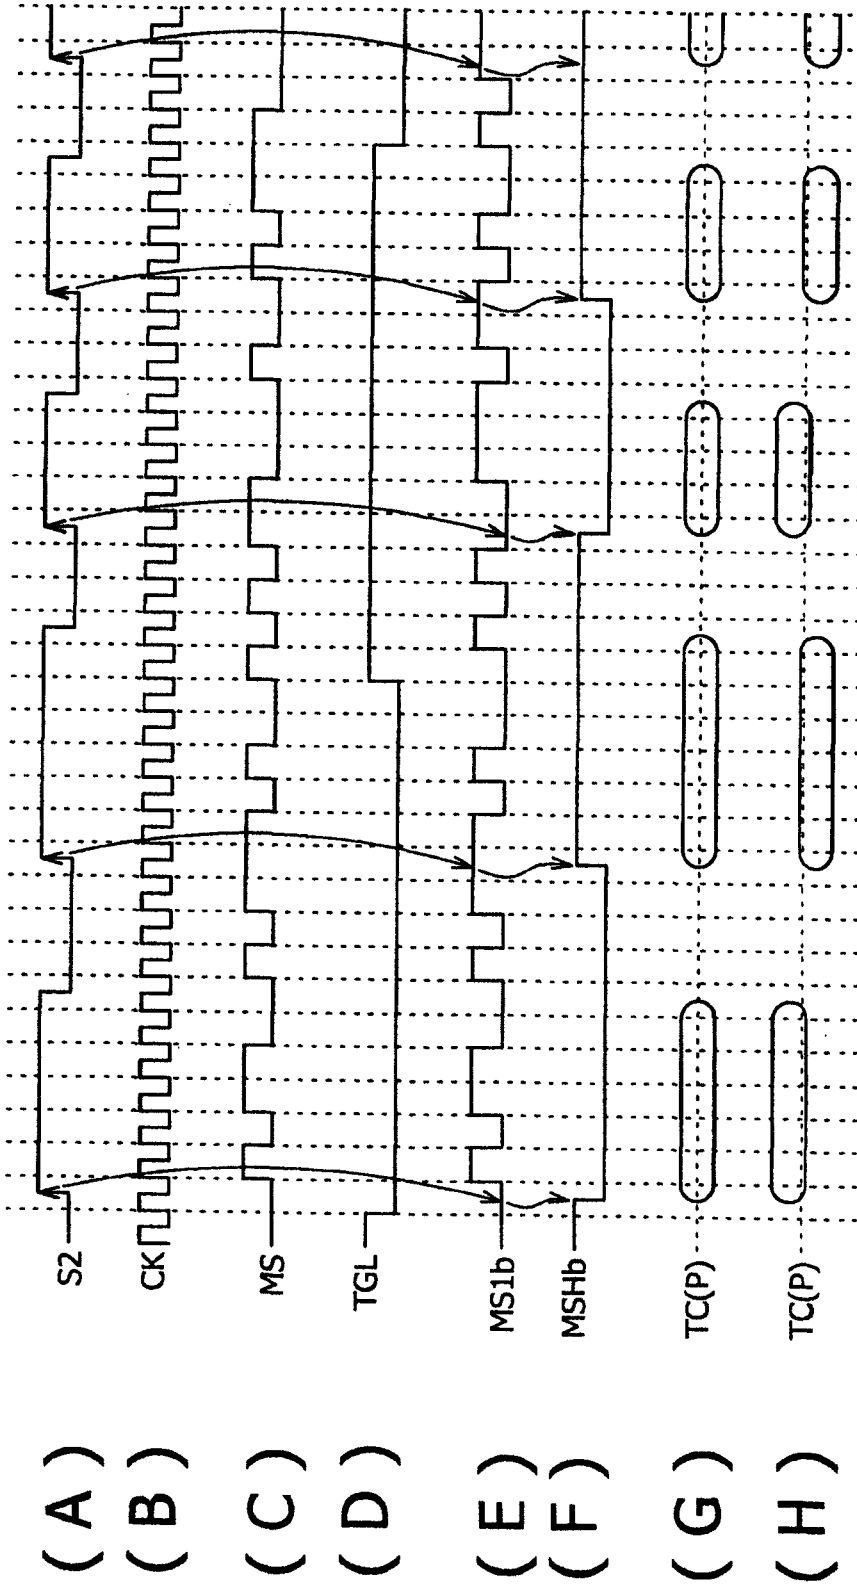 (A) S2
(B) CK
(C) MS
(D) TGL
(E) MS1b
(F) MSHb
(G) TC(P)
(H) TC(P)